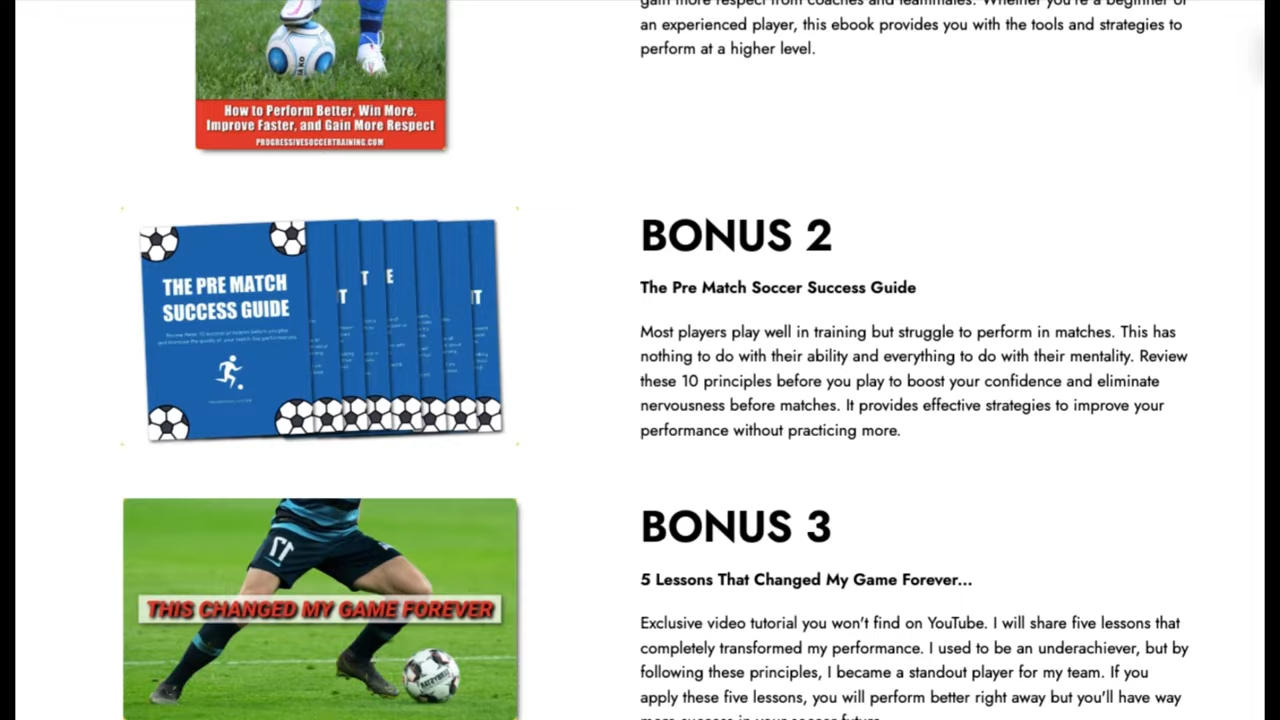 gain more respect from coaches and teammates. Whether you're a beginner or
an experienced player, this ebook provides you with the tools and strategies to
perform at a higher level.
JAKO
How to Perform Better, Win More,
Improve Faster, and Gain More Respect
PROGRESSIVESOCCERTRAINING.COM
THE PRE MATCH
SUCCESS GUIDE
BONUS 2
The Pre Match Soccer Success Guide
Most players play well in training but struggle to perform in matches. This has
nothing to do with their ability and everything to do with their mentality. Review
these 10 principles before you play to boost your confidence and eliminate
nervousness before matches. It provides effective strategies to improve your
performance without practicing more.
THIS CHANGED MY GAME FOREVER
BONUS 3
5 Lessons That Changed My Game Forever...
Exclusive video tutorial you won't find on YouTube. I will share five lessons that
completely transformed my performance. I used to be an underachiever, but by
following these principles, I became a standout player for my team. If you
apply these five lessons, you will perform better right away but you'll have way
more success in your soccer future.